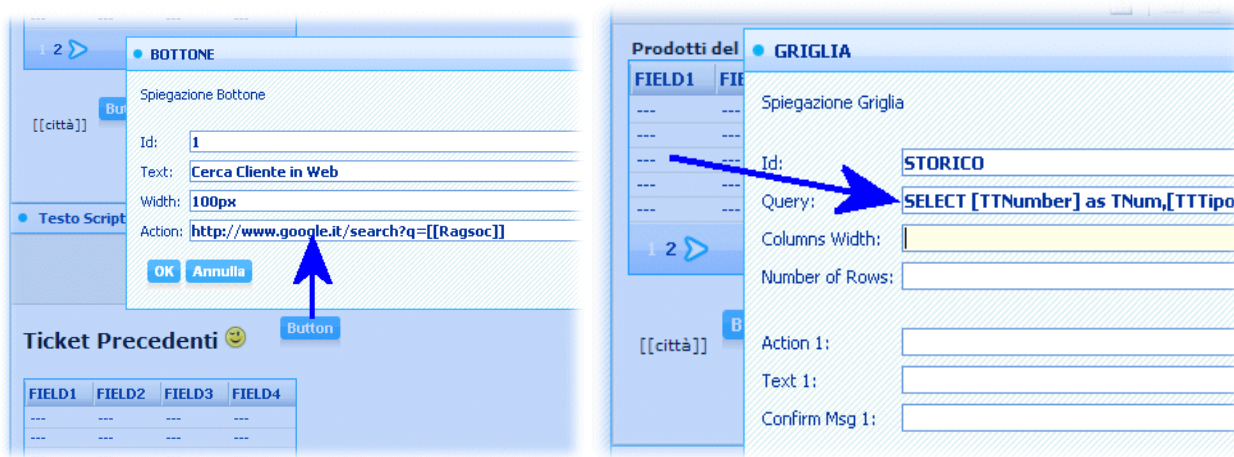 --- --- --- ---
1 2
BOTTONE
Spiegazione Bottone
[[città]]
Id: 1
Text: Cerca Cliente in Web
Width: 100px
Testo Script
Action: http://www.google.it/search?q=[[Ragsoc]]
OK Annulla
Button
Ticket Precedenti
FIELD1 FIELD2 FIELD3 FIELD4
--- --- --- ---
--- --- --- ---
Prodotti del
GRIGLIA
FIELD1 FIE
--- ---
--- ---
--- ---
--- ---
--- ---
1 2
[[città]]
Spiegazione Griglia
Id: STORICO
Query: SELECT [TTNumber] as TNum,[TTTipo
Columns Width:
Number of Rows:
Action 1:
Text 1:
Confirm Msg 1: